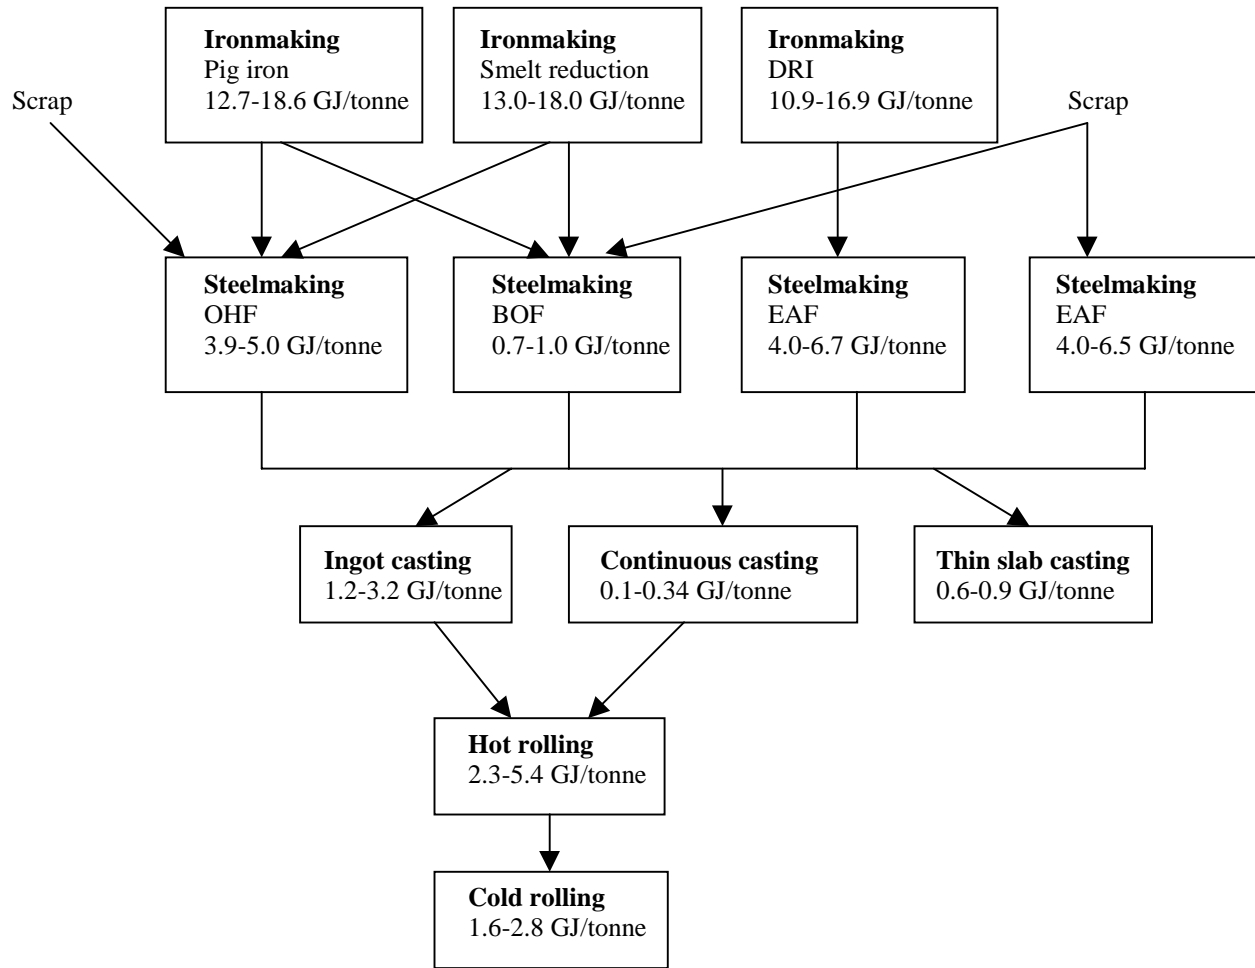 Ironmaking
Pig iron
12.7-18.6 GJ/tonne
Ironmaking
Smelt reduction
13.0-18.0 GJ/tonne
Ironmaking
DRI
10.9-16.9 GJ/tonne
Scrap
Scrap
Steelmaking
OHF
3.9-5.0 GJ/tonne
Steelmaking
BOF
0.7-1.0 GJ/tonne
Steelmaking
EAF
4.0-6.7 GJ/tonne
Steelmaking
EAF
4.0-6.5 GJ/tonne
Ingot casting
1.2-3.2 GJ/tonne
Continuous casting
0.1-0.34 GJ/tonne
Thin slab casting
0.6-0.9 GJ/tonne
Hot rolling
2.3-5.4 GJ/tonne
Cold rolling
1.6-2.8 GJ/tonne